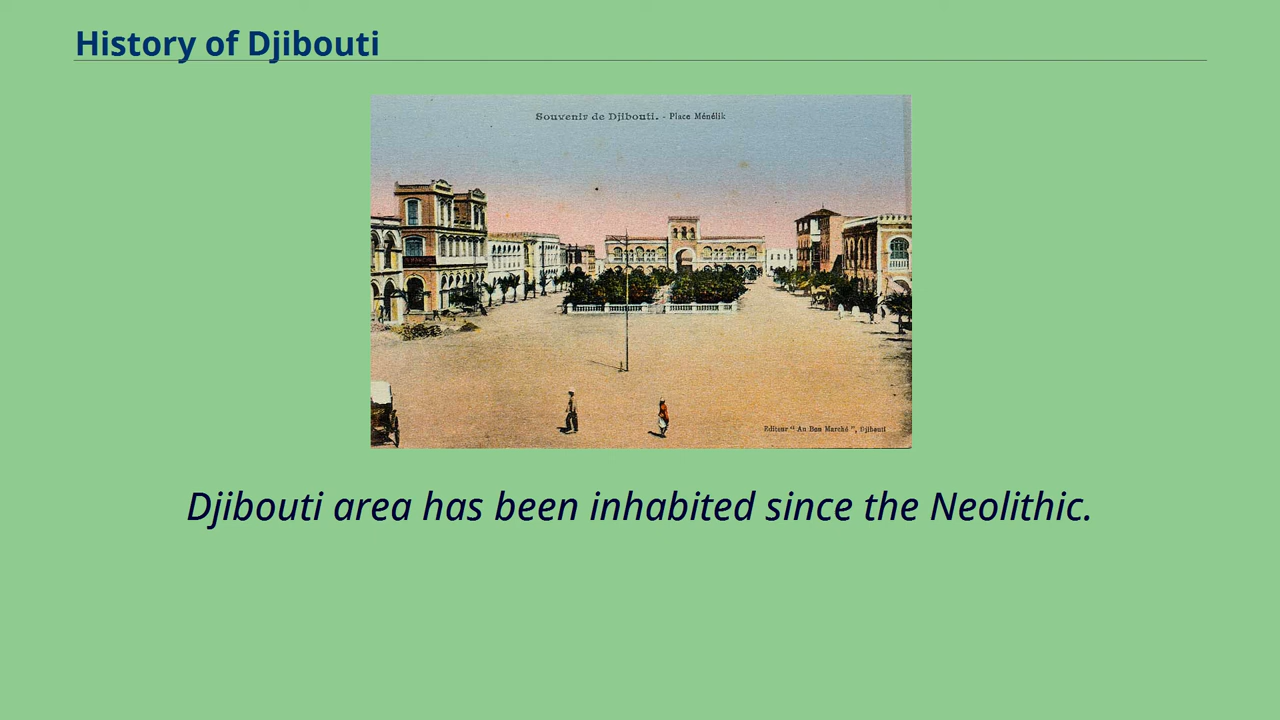 History of Djibouti
Souvenir de Djibouti. - Place Ménélik
Editeur "Au Bon Marché", Djibouti
Djibouti area has been inhabited since the Neolithic.